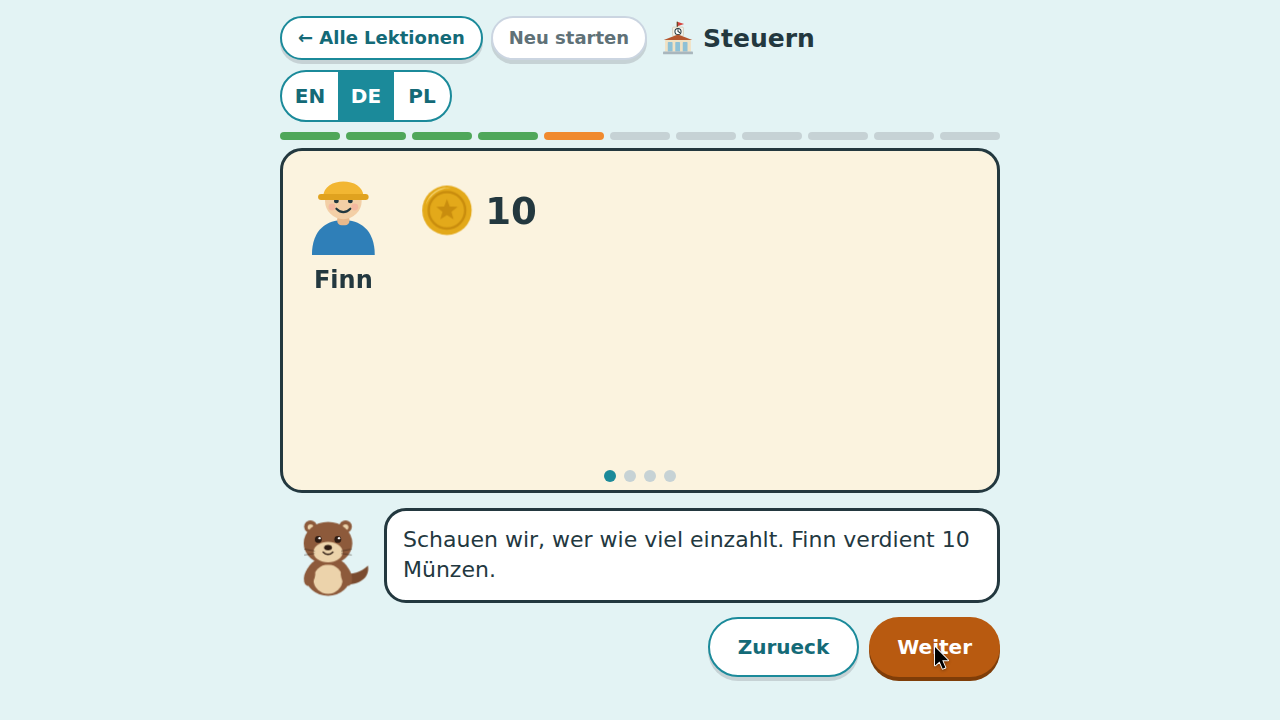 ← Alle Lektionen
Neu starten
Steuern
EN
DE
PL
10
Finn
Schauen wir, wer wie viel einzahlt. Finn verdient 10
Münzen.
Zurueck
Weiter